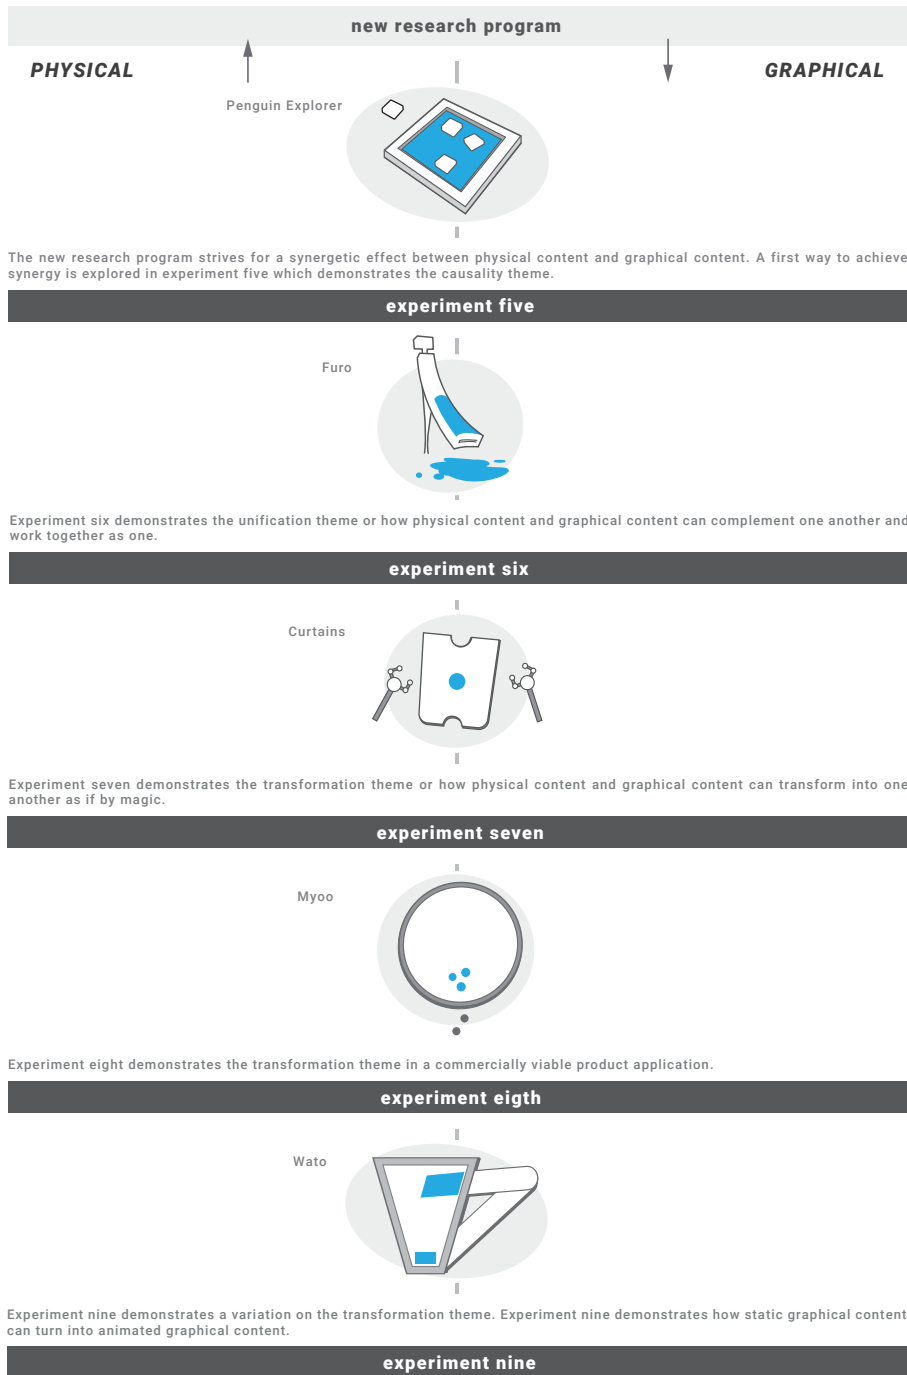 new research program
PHYSICAL
GRAPHICAL
Penguin Explorer
The new research program strives for a synergetic effect between physical content and graphical content. A first way to achieve
synergy is explored in experiment five which demonstrates the causality theme.
experiment five
Furo
Experiment six demonstrates the unification theme or how physical content and graphical content can complement one another and
work together as one.
experiment six
Curtains
Experiment seven demonstrates the transformation theme or how physical content and graphical content can transform into one
another as if by magic.
experiment seven
Myoo
Experiment eight demonstrates the transformation theme in a commercially viable product application.
experiment eigth
Wato
Experiment nine demonstrates a variation on the transformation theme. Experiment nine demonstrates how static graphical content
can turn into animated graphical content.
experiment nine